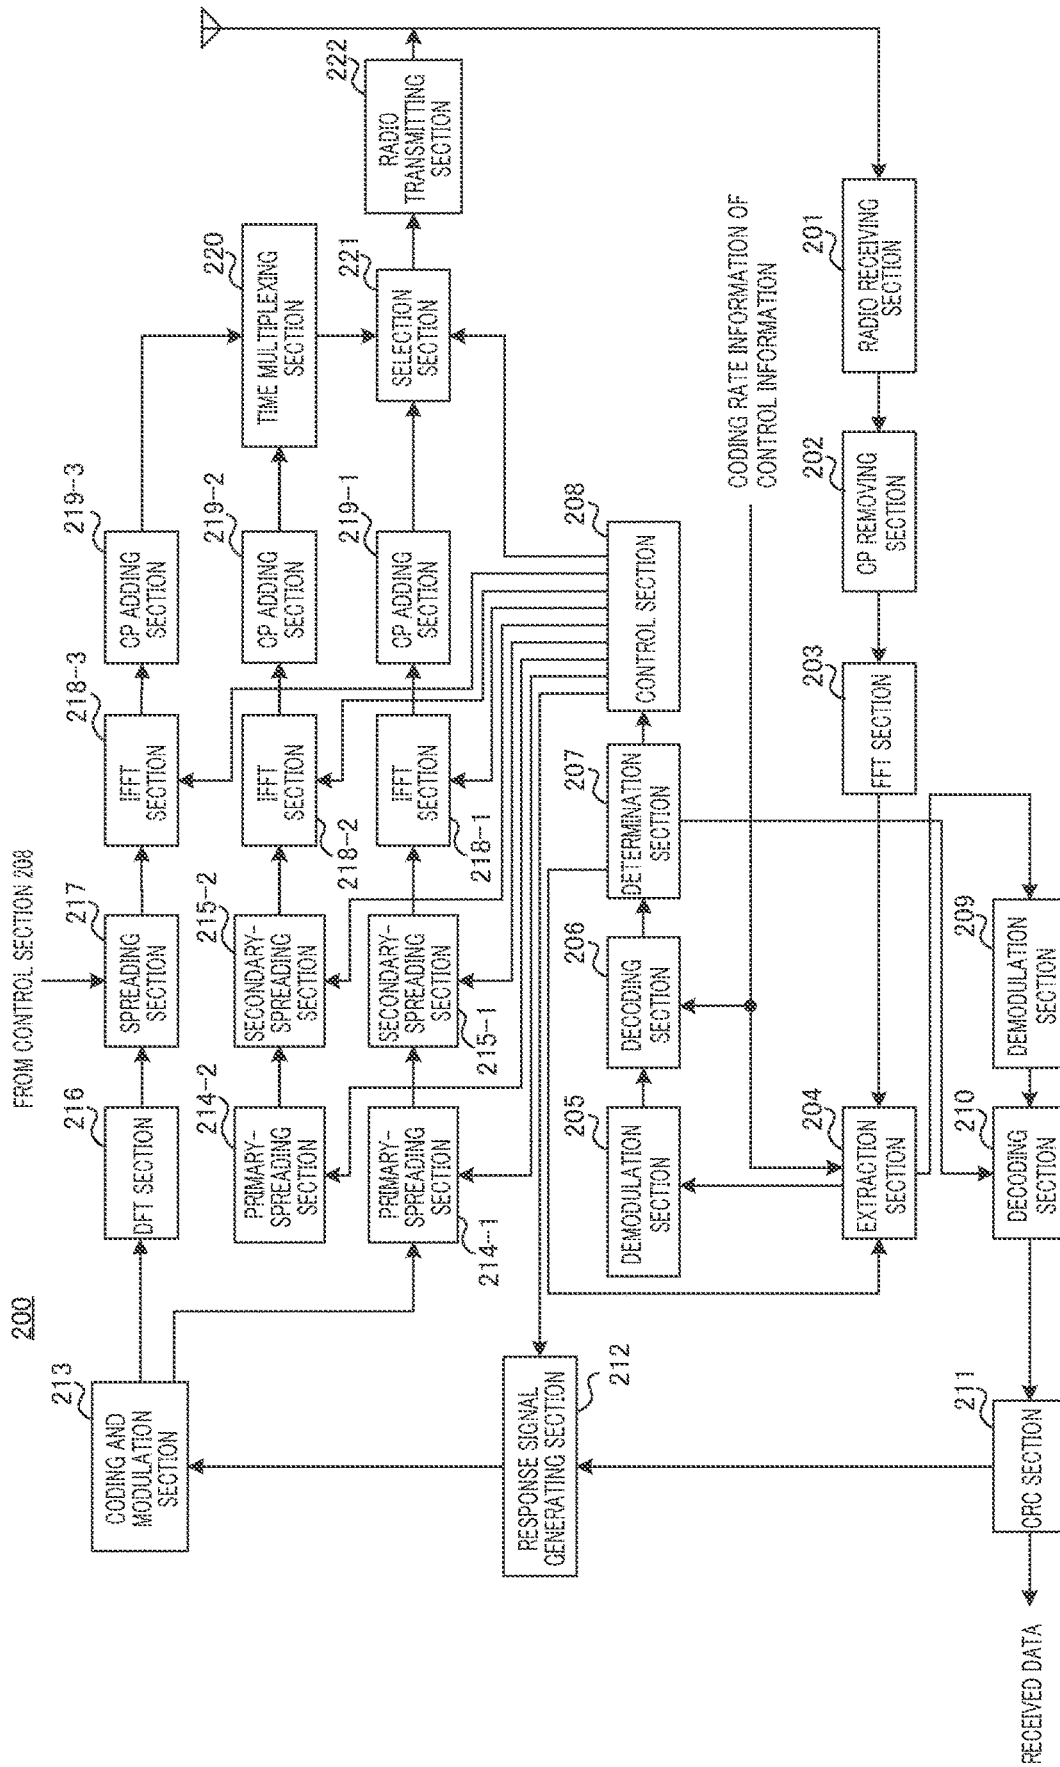 200
FROM CONTROL SECTION 208
213
CODING AND
MODULATION
SECTION
216
DFT SECTION
217
SPREADING
SECTION
218-3
IFFT
SECTION
219-3
CP ADDING
SECTION
214-2
PRIMARY-
SPREADING
SECTION
215-2
SECONDARY-
SPREADING
SECTION
218-2
IFFT
SECTION
219-2
CP ADDING
SECTION
220
TIME MULTIPLEXING
SECTION
214-1
PRIMARY-
SPREADING
SECTION
215-1
SECONDARY-
SPREADING
SECTION
218-1
IFFT
SECTION
219-1
CP ADDING
SECTION
221
SELECTION
SECTION
222
RADIO
TRANSMITTING
SECTION
212
RESPONSE SIGNAL
GENERATING SECTION
205
DEMODULATION
SECTION
206
DECODING
SECTION
207
DETERMINATION
SECTION
208
CONTROL SECTION
CODING RATE INFORMATION OF
CONTROL INFORMATION
204
EXTRACTION
SECTION
203
FFT SECTION
202
CP REMOVING
SECTION
201
RADIO RECEIVING
SECTION
211
CRC SECTION
210
DECODING
SECTION
209
DEMODULATION
SECTION
RECEIVED DATA